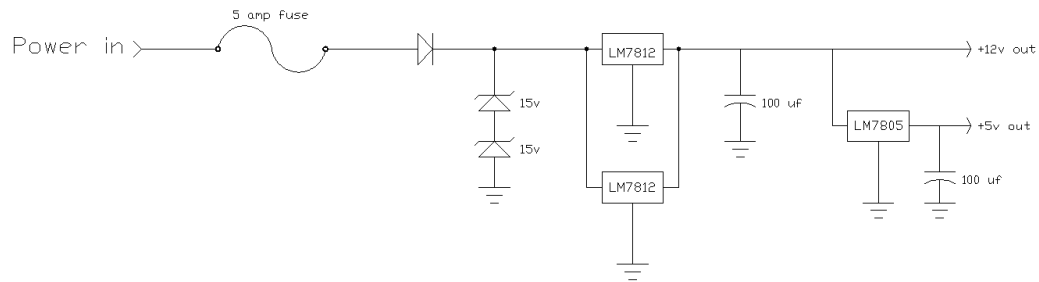 5 amp fuse
Power in
LM7812
+12v out
15v
100 uf
LM7805
+5v out
15v
LM7812
100 uf